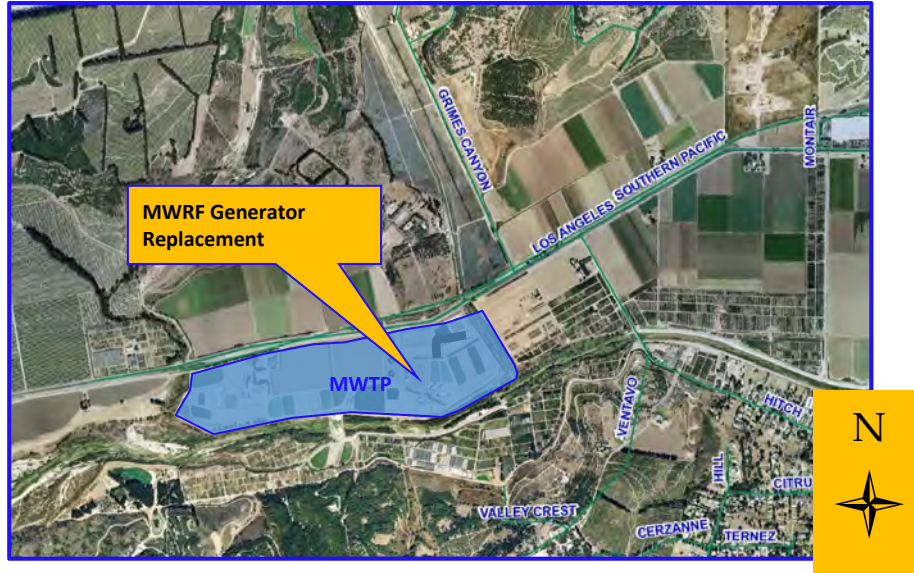 GRIMES CANYON
MONTAIR
LOS ANGELES SOUTHERN PACIFIC
MWRF Generator
Replacement
MWTP
VENTAVO
HITCH
HILL
CITRU
VALLEY CREST
CERZANNE
TERNEZ
N